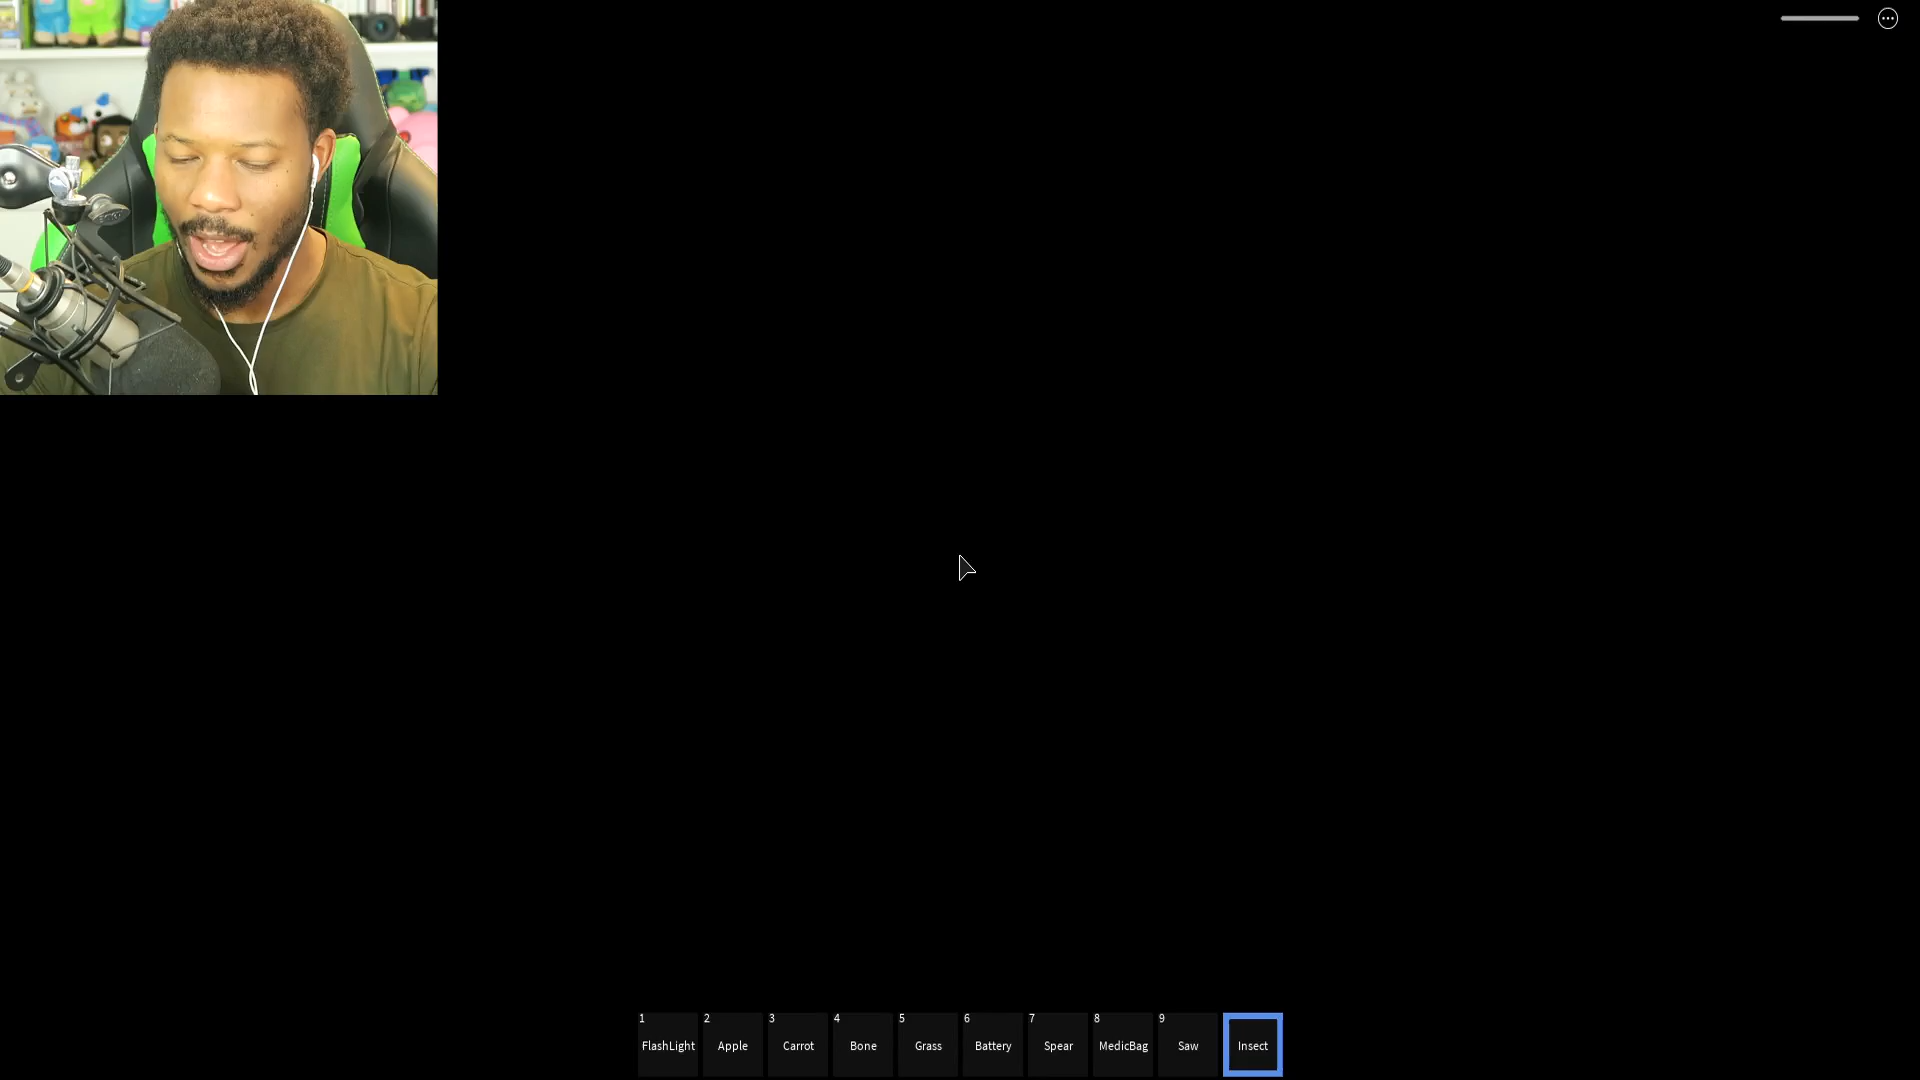 1 2 3 4 5 6 7 8 9
FlashLight Apple Carrot Bone Grass Battery Spear MedicBag Saw Insect